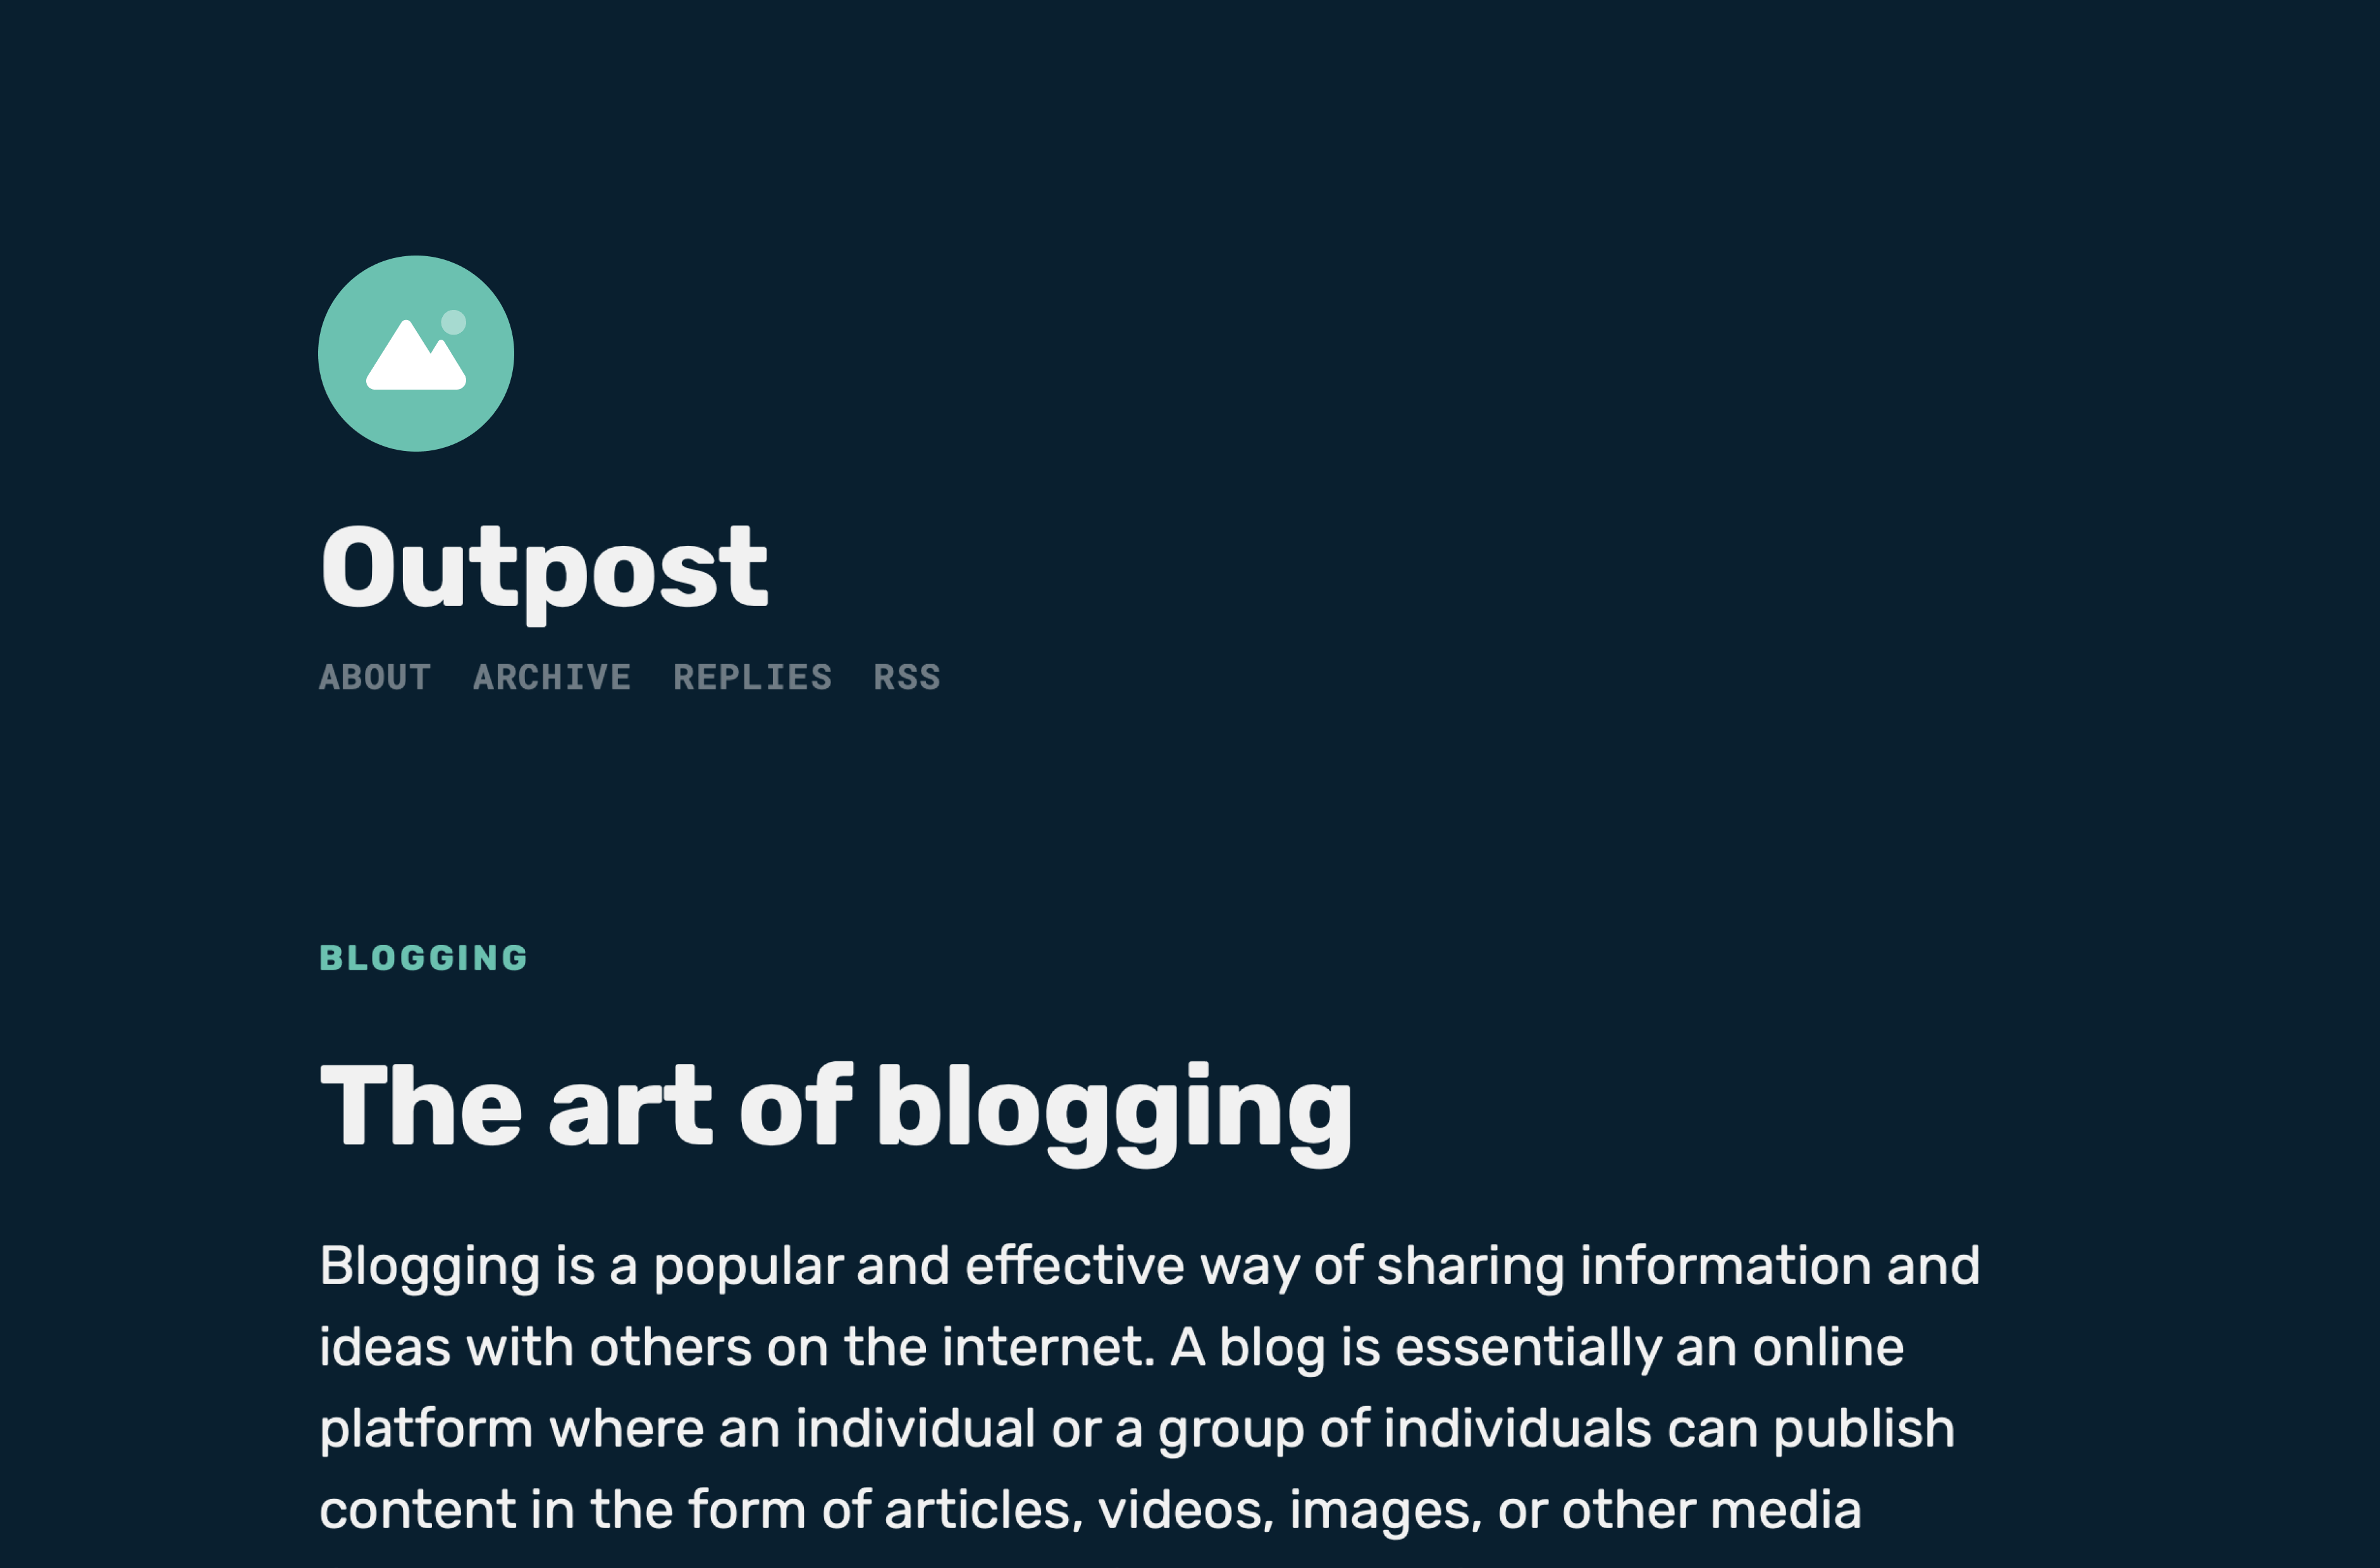 Outpost
ABOUT ARCHIVE REPLIES RSS
BLOGGING
The art of blogging
Blogging is a popular and effective way of sharing information and
ideas with others on the internet. A blog is essentially an online
platform where an individual or a group of individuals can publish
content in the form of articles, videos, images, or other media